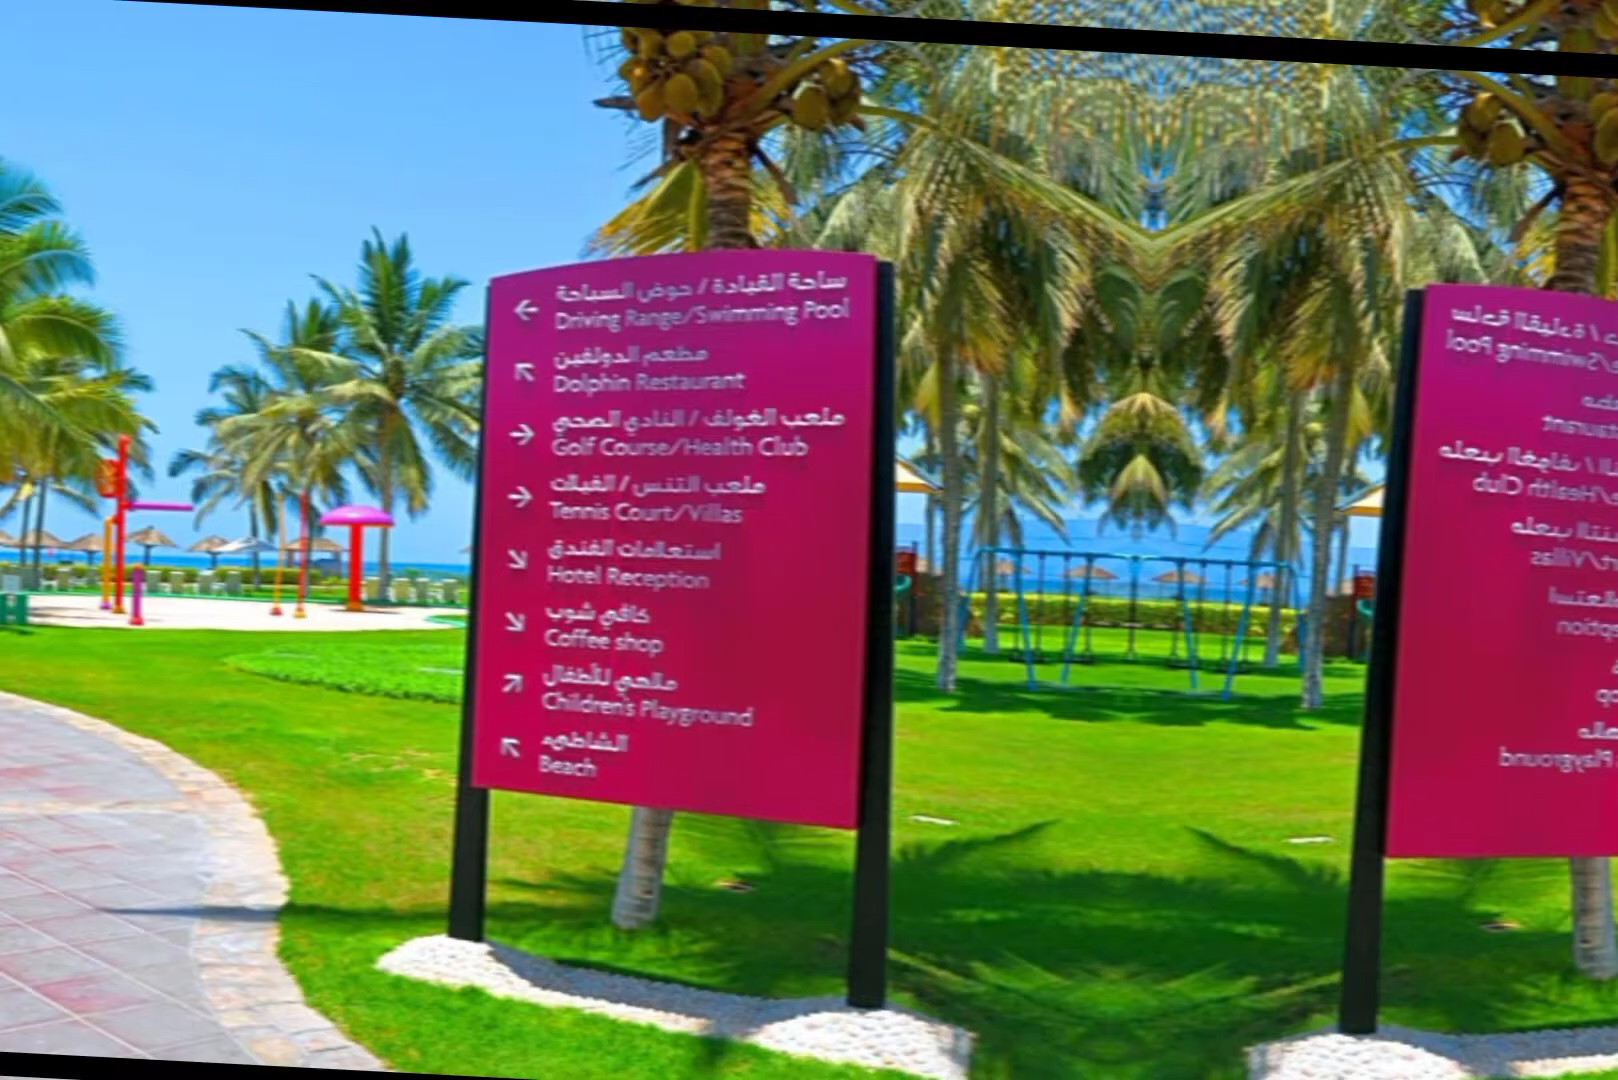 ساحة القيادة / حوض السباحة
Driving Range/Swimming Pool
مطعم الدولفين
Dolphin Restaurant
ملعب الغولف / النادي الصحي
Golf Course/Health Club
ملعب التنس / الفيلات
Tennis Court/Villas
استعلامات الفندق
Hotel Reception
كافي شوب
Coffee shop
ملاهي للأطفال
Children's Playground
الشاطيء
Beach